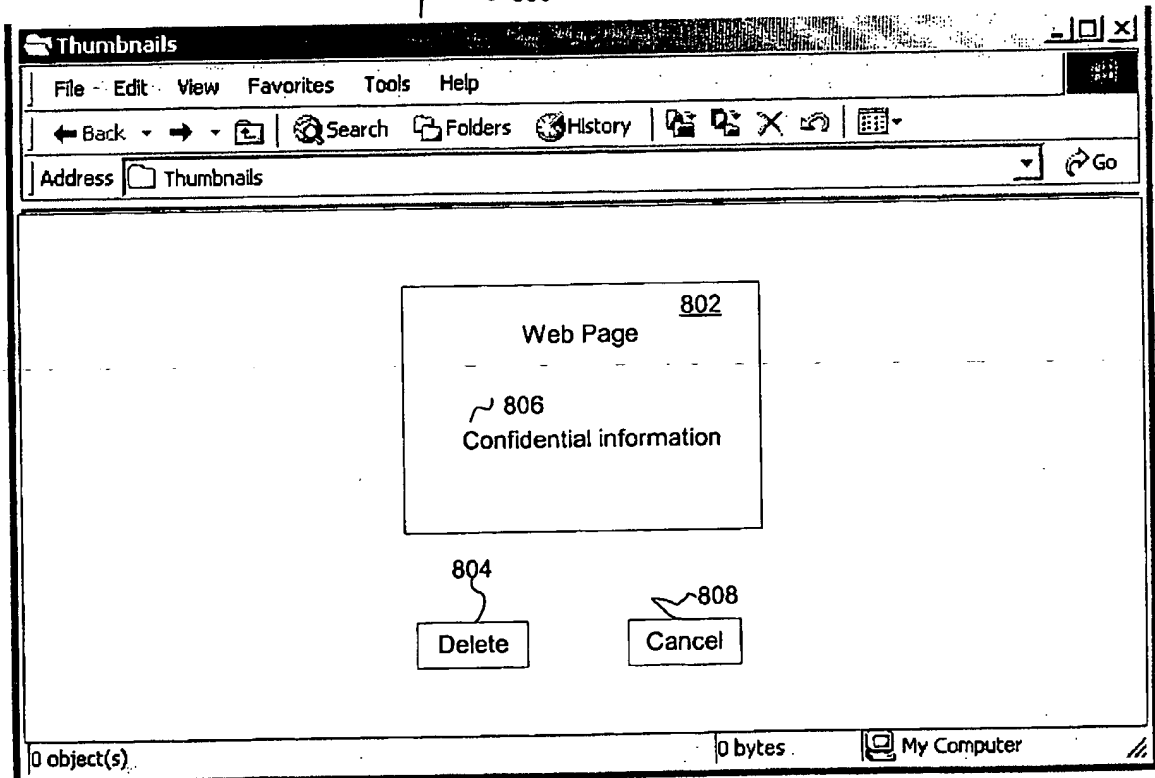 Thumbnails
File Edit View Favorites Tools Help
Back Search Folders History
Address Thumbnails Go
802
Web Page
806
Confidential information
804
808
Delete Cancel
0 object(s) 0 bytes My Computer